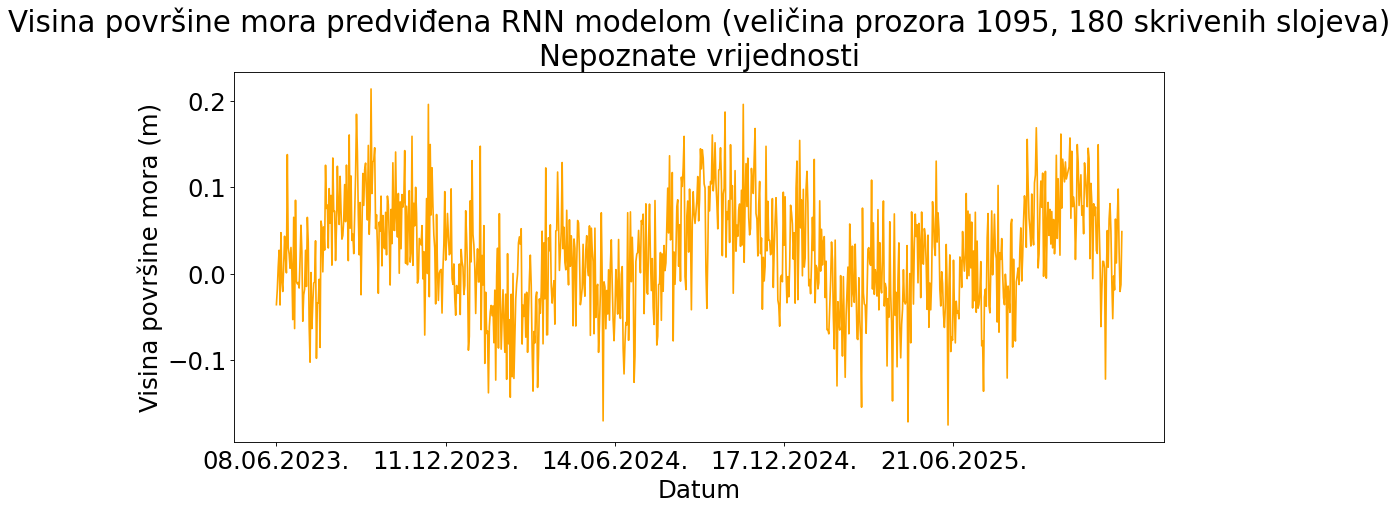 Visina površine mora predviđena RNN modelom (veličina prozora 1095, 180 skrivenih slojeva)
Nepoznate vrijednosti
Visina površine mora (m)
0.2
0.1
0.0
−0.1
08.06.2023. 11.12.2023. 14.06.2024. 17.12.2024. 21.06.2025.
Datum